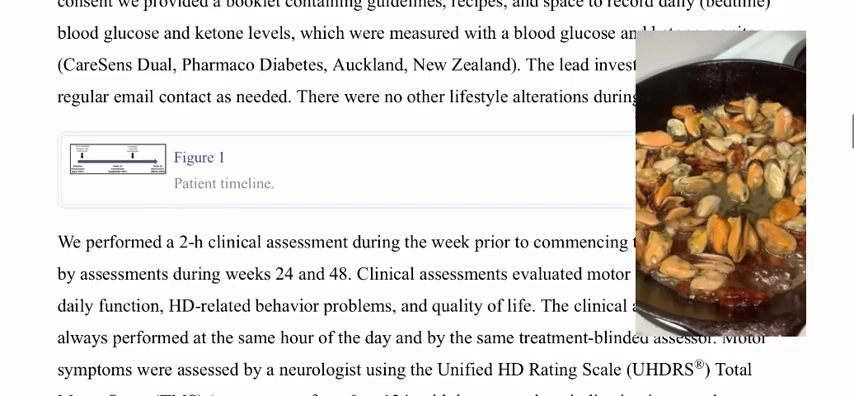 consent we provided a booklet containing guidelines, recipes, and space to record daily (bedtime)
blood glucose and ketone levels, which were measured with a blood glucose and
(CareSens Dual, Pharmaco Diabetes, Auckland, New Zealand). The lead
regular email contact as needed. There were no other lifestyle alterations during
Figure 1
Patient timeline.
We performed a 2-h clinical assessment during the week prior to commencing
by assessments during weeks 24 and 48. Clinical assessments evaluated motor
daily function, HD-related behavior problems, and quality of life. The clinical
always performed at the same hour of the day and by the same treatment-blinded assessor. Motor
symptoms were assessed by a neurologist using the Unified HD Rating Scale (UHDRS®) Total